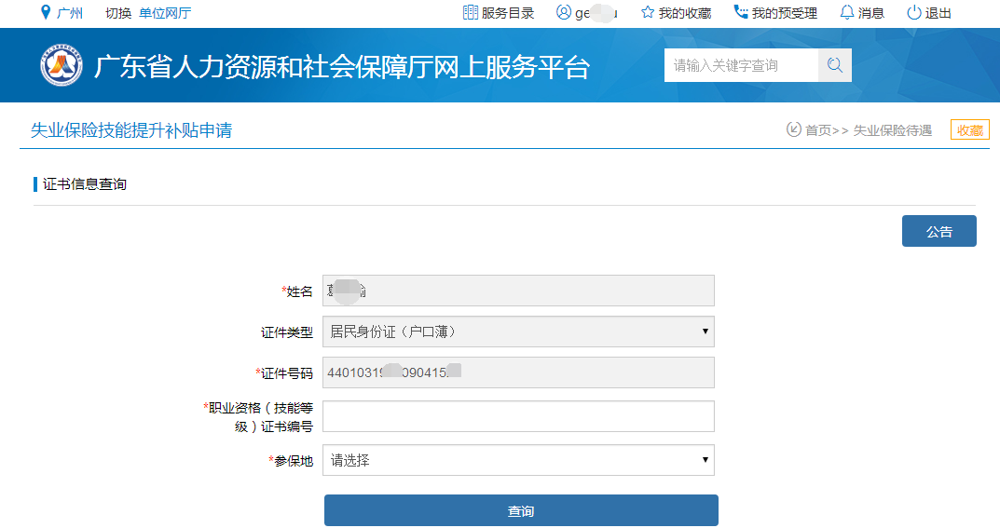 广州 切换 单位网厅 服务目录 ge 我的收藏 我的预受理 消息 退出
广东省人力资源和社会保障厅网上服务平台 请输入关键字查询
失业保险技能提升补贴申请 首页>> 失业保险待遇 收藏
证书信息查询
公告
*姓名
证件类型 居民身份证（户口薄）
*证件号码 44010319 090415
*职业资格（技能等
级）证书编号
*参保地 请选择
查询